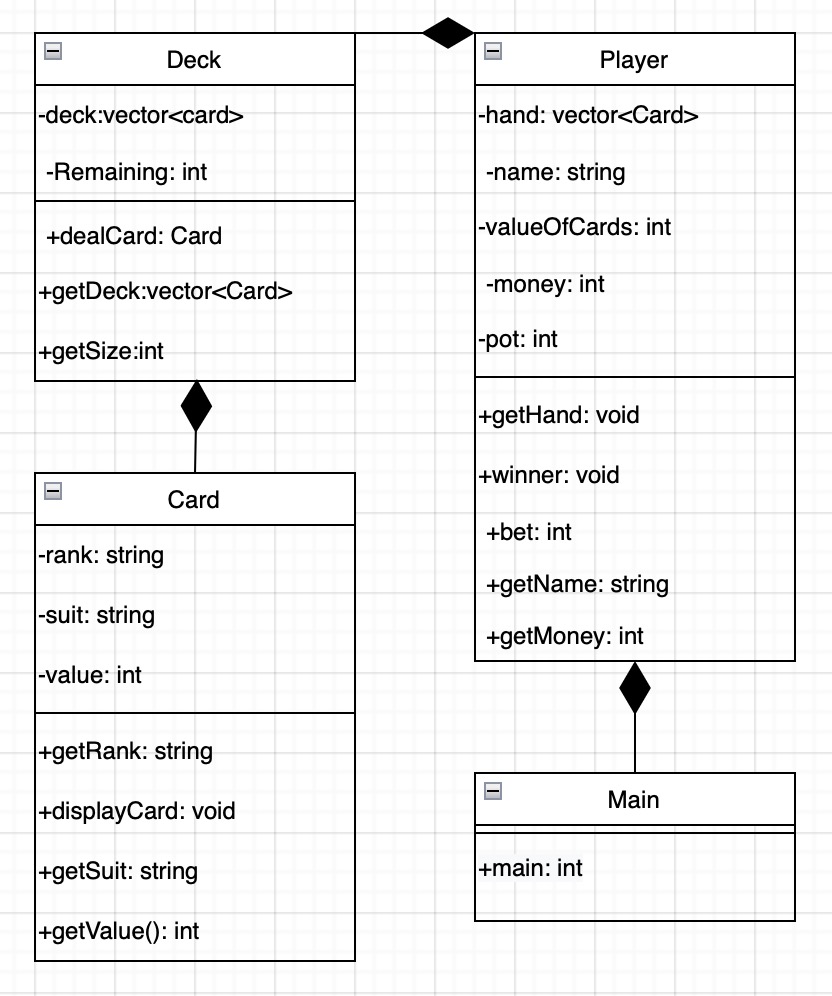 Deck
-deck:vector<card>
-Remaining: int
+dealCard: Card
+getDeck:vector<Card>
+getSize:int
Card
-rank: string
-suit: string
-value: int
+getRank: string
+displayCard: void
+getSuit: string
+getValue(): int
Player
-hand: vector<Card>
-name: string
-valueOfCards: int
-money: int
-pot: int
+getHand: void
+winner: void
+bet: int
+getName: string
+getMoney: int
Main
+main: int